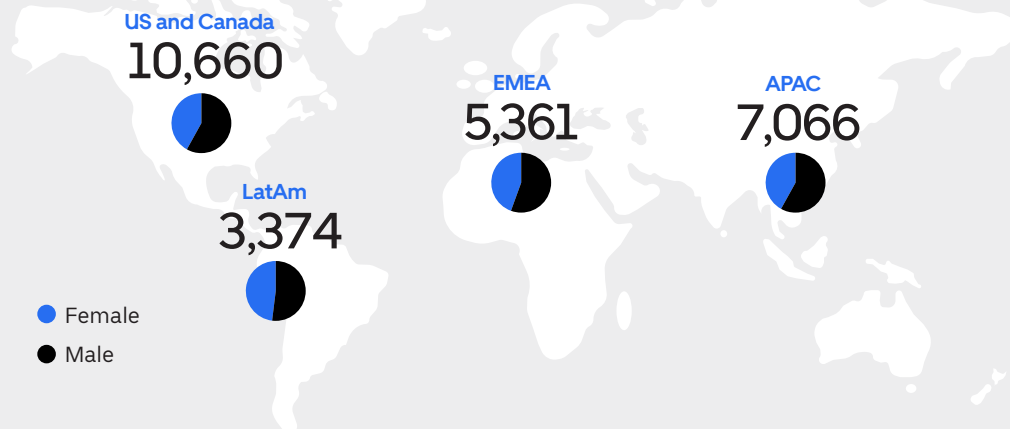 US and Canada
10,660
EMEA
5,361
APAC
7,066
LatAm
3,374
Female
Male